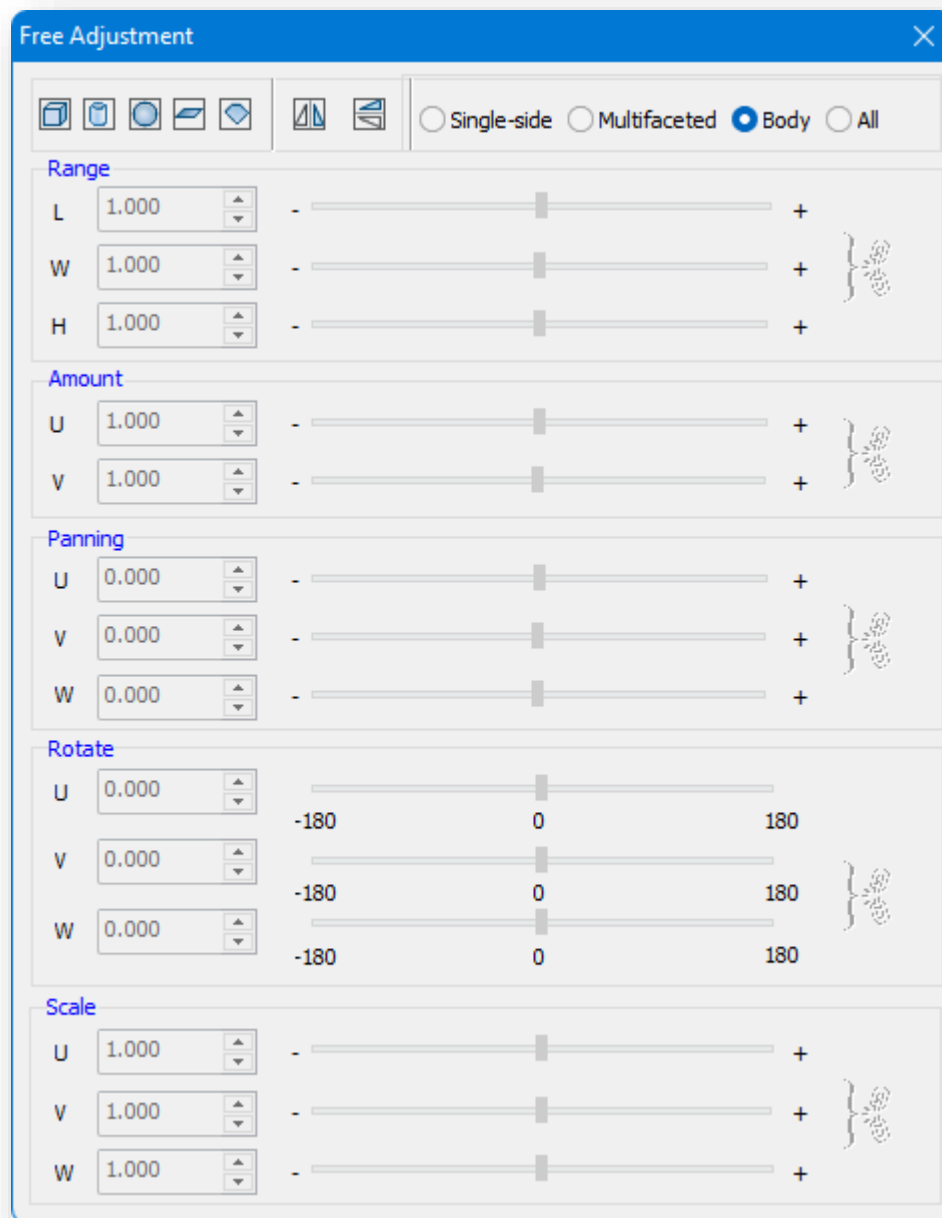 Free Adjustment
Single-side Multifaceted Body All
Range
L 1.000 - +
W 1.000 - +
H 1.000 - +
Amount
U 1.000 - +
V 1.000 - +
Panning
U 0.000 - +
V 0.000 - +
W 0.000 - +
Rotate
U 0.000
-180 0 180
V 0.000
-180 0 180
W 0.000
-180 0 180
Scale
U 1.000 - +
V 1.000 - +
W 1.000 - +